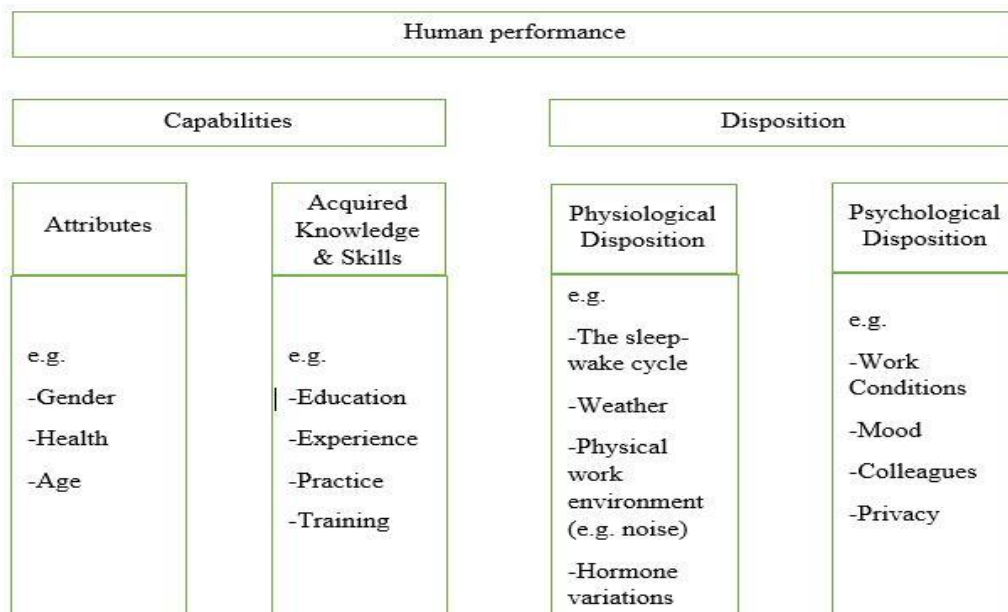 Human performance
Capabilities
Disposition
Attributes
Acquired
Knowledge
& Skills
Physiological
Disposition
Psychological
Disposition
e.g.
-Gender
-Health
-Age
e.g.
-Education
-Experience
-Practice
-Training
e.g.
-The sleep-
wake cycle
-Weather
-Physical
work
environment
(e.g. noise)
-Hormone
variations
e.g.
-Work
Conditions
-Mood
-Colleagues
-Privacy